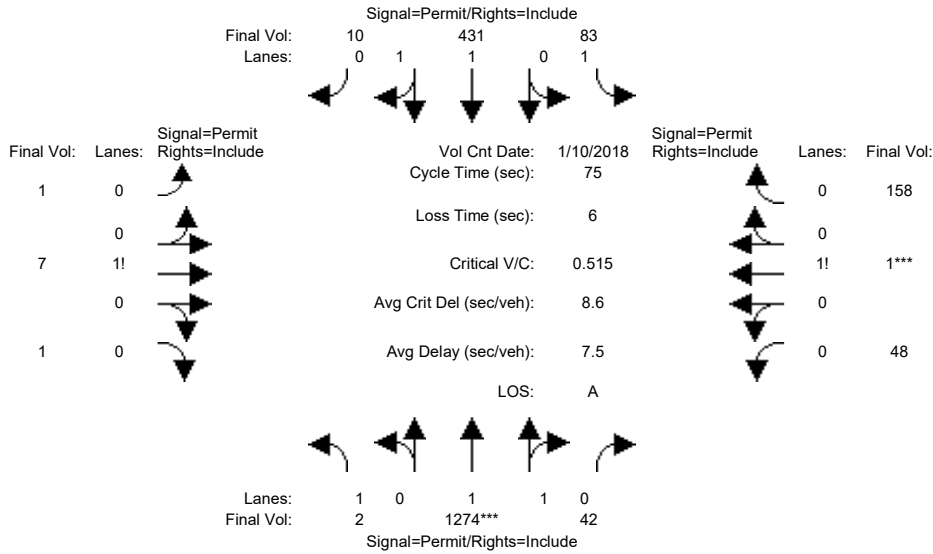 Signal=Permit/Rights=Include
Final Vol: 10 431 83
Lanes: 0 1 1 0 1
Signal=Permit
Final Vol: Lanes: Rights=Include
Vol Cnt Date: 1/10/2018
Signal=Permit
Rights=Include Lanes: Final Vol:
Cycle Time (sec): 75
1 0
0 158
Loss Time (sec): 6
0
0
7 1!
Critical V/C: 0.515
1! 1***
0
Avg Crit Del (sec/veh): 8.6
0
1 0
Avg Delay (sec/veh): 7.5
0 48
LOS: A
Lanes: 1 0 1 1 0
Final Vol: 2 1274*** 42
Signal=Permit/Rights=Include